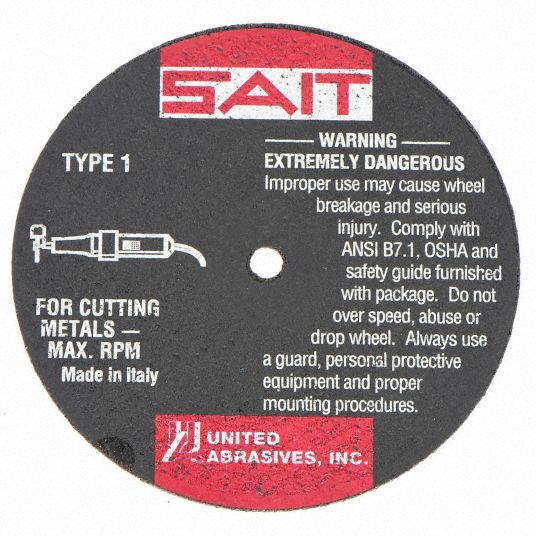 SAIT
WARNING
EXTREMELY DANGEROUS
Improper use may cause wheel
breakage and serious
injury. Comply with
ANSI B7.1, OSHA and
safety guide furnished
with package. Do not
over speed, abuse or
drop wheel. Always use
a guard, personal protective
equipment and proper
mounting procedures.
TYPE 1
FOR CUTTING
METALS —
MAX. RPM
Made in Italy
UNITED
ABRASIVES, INC.